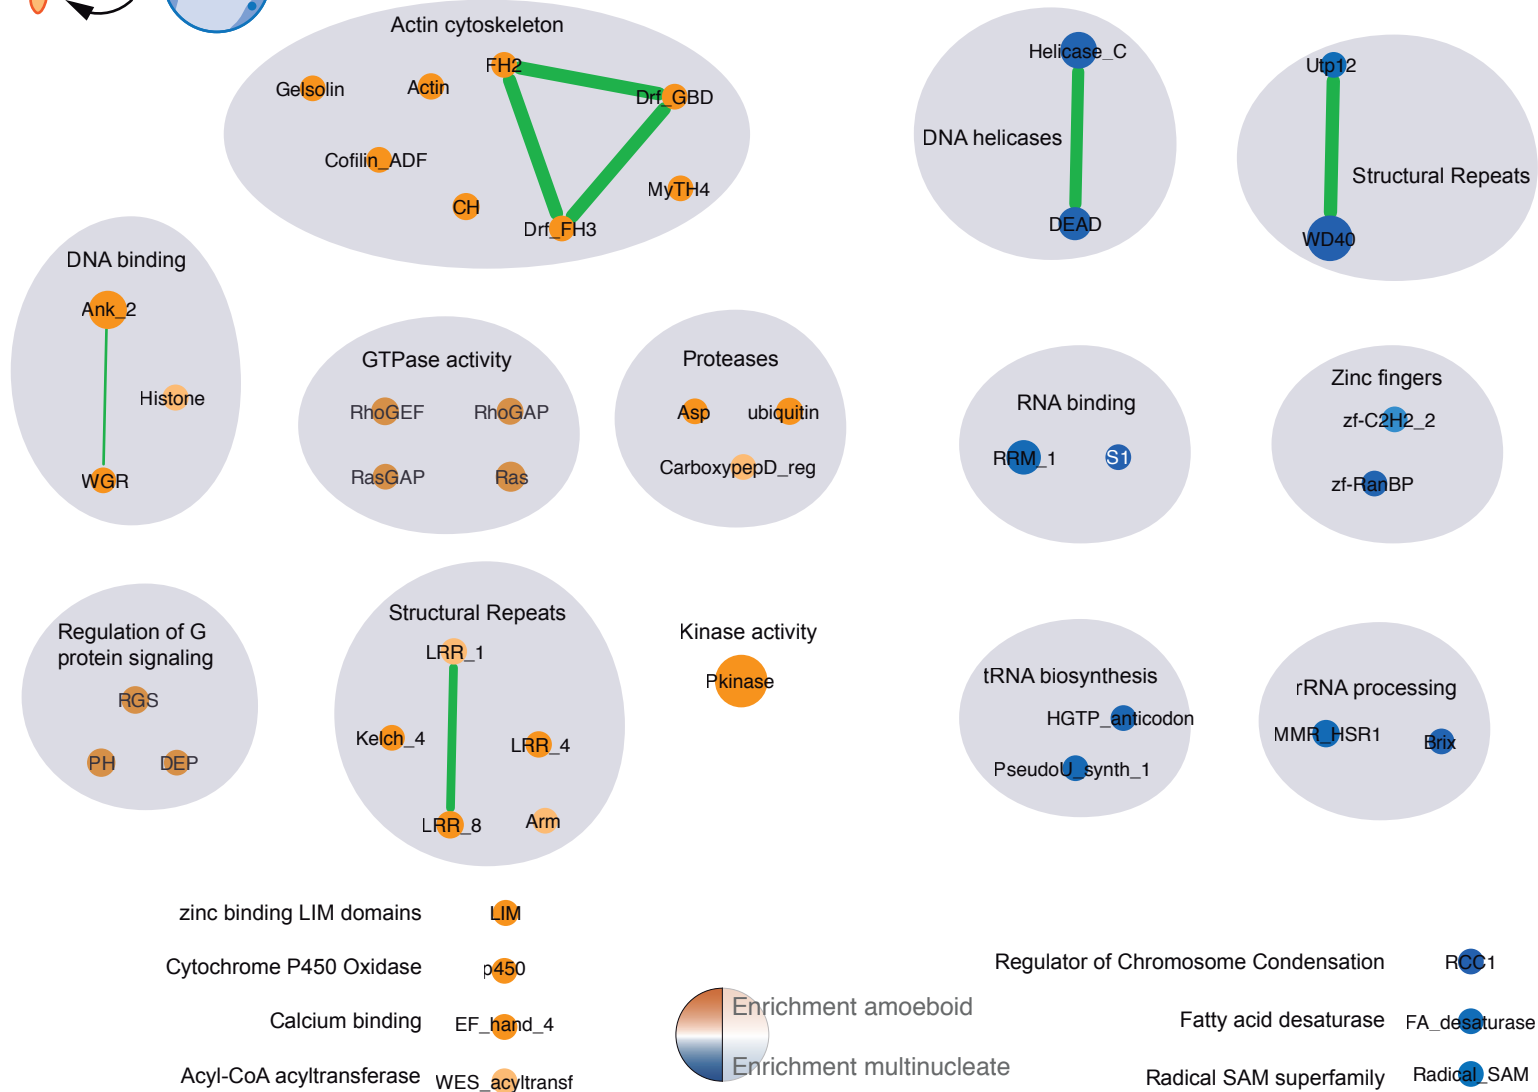 Actin cytoskeleton
FH2
Gelsolin
Actin
Drf_GBD
Cofilin_ADF
MyTH4
CH
Drf_FH3
Helicase_C
DNA helicases
DEAD
Utp12
Structural Repeats
WD40
DNA binding
Ank_2
Histone
WGR
GTPase activity
RhoGEF
RhoGAP
RasGAP
Ras
Proteases
Asp
ubiquitin
CarboxypepD_reg
RNA binding
RRM_1
S1
Zinc fingers
zf-C2H2_2
zf-RanBP
Regulation of G
protein signaling
RGS
PH
DEP
Structural Repeats
LRR_1
Kelch_4
LRR_4
LRR_8
Arm
Kinase activity
Pkinase
tRNA biosynthesis
HGTP_anticodon
PseudoU_synth_1
rRNA processing
MMR_HSR1
Brix
zinc binding LIM domains
LIM
Cytochrome P450 Oxidase
p450
Calcium binding
EF_hand_4
Acyl-CoA acyltransferase
WES_acyltransf
Enrichment amoeboid
Enrichment multinucleate
Regulator of Chromosome Condensation
RCC1
Fatty acid desaturase
FA_desaturase
Radical SAM superfamily
Radical_SAM